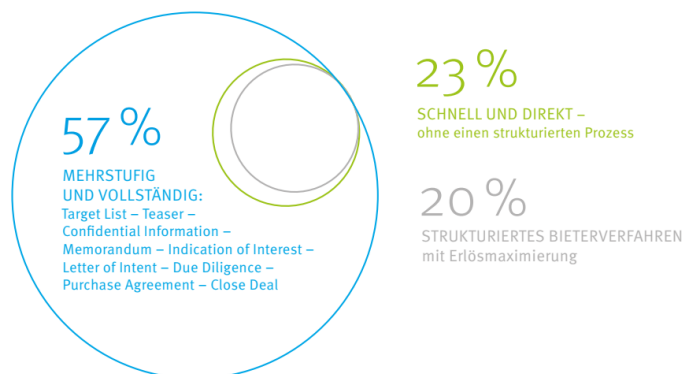 57 %
MEHRSTUFIG
UND VOLLSTÄNDIG:
Target List – Teaser –
Confidential Information –
Memorandum – Indication of Interest –
Letter of Intent – Due Diligence –
Purchase Agreement – Close Deal
23 %
SCHNELL UND DIREKT –
ohne einen strukturierten Prozess
20 %
STRUKTURIERTES BIETERVERFAHREN
mit Erlösmaximierung